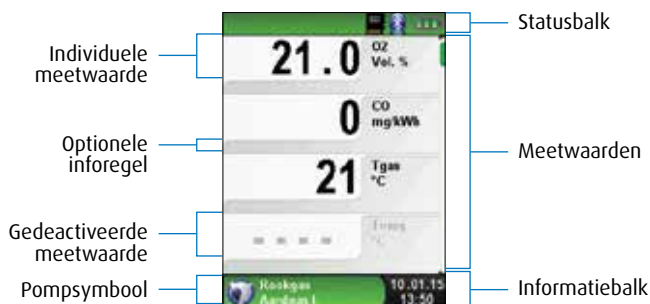 Statusbalk
Individuele
meetwaarde
21.0 O2
Vol. %
0 CO
mg/kWh
Optionele
inforegel
Meetwaarden
21 Tgas
°C
Gedeactiveerde
meetwaarde
- - - -
°C
Pompsymbool
Rookgas
Aardgas L
10.01.15
13:50
Informatiebalk